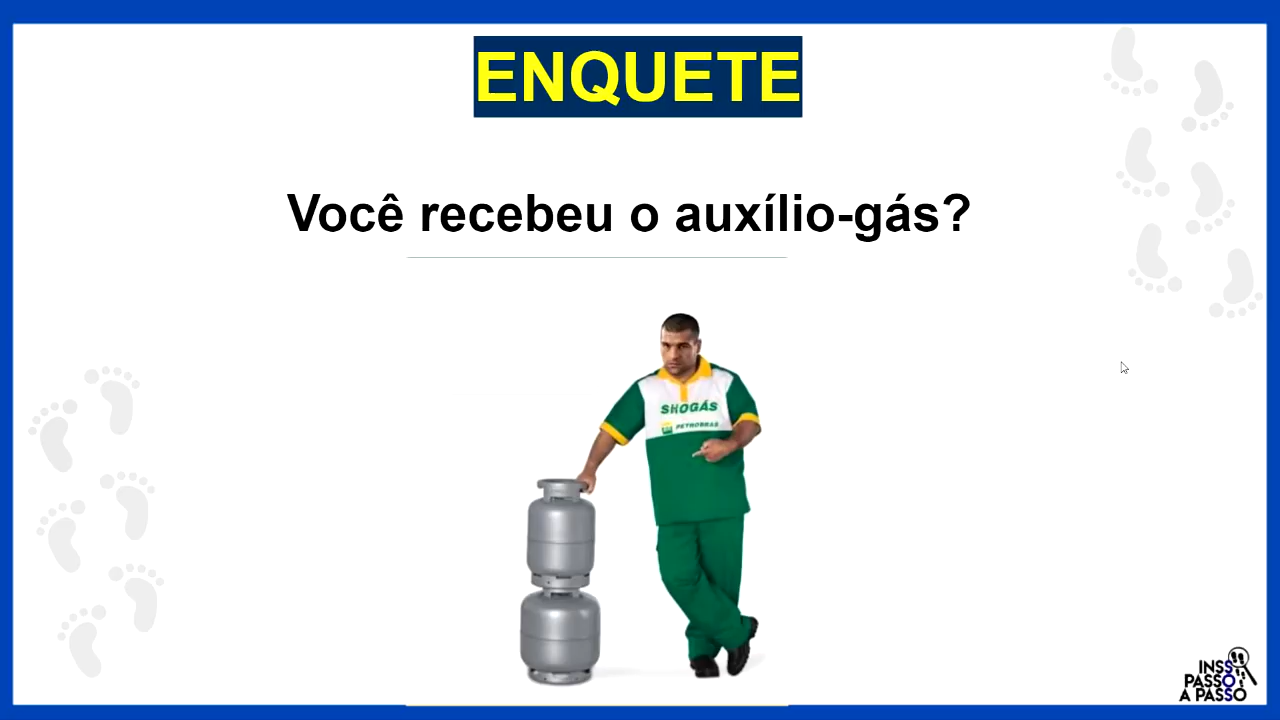 ENQUETE
Você recebeu o auxílio-gás?
SHOGÁS
PETROBRAS
INSS
PASSO
A PASSO